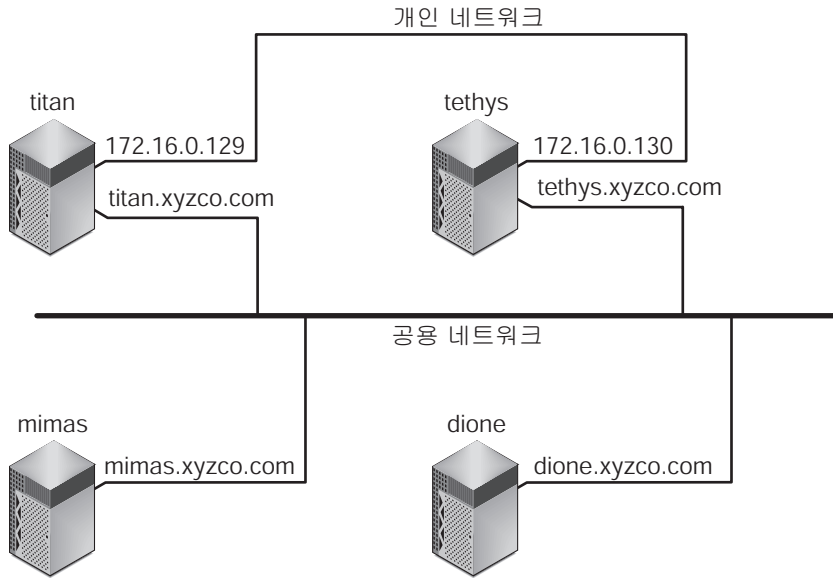 개인 네트워크
titan
tethys
172.16.0.129
172.16.0.130
titan.xyzco.com
tethys.xyzco.com
공용 네트워크
mimas
dione
mimas.xyzco.com
dione.xyzco.com